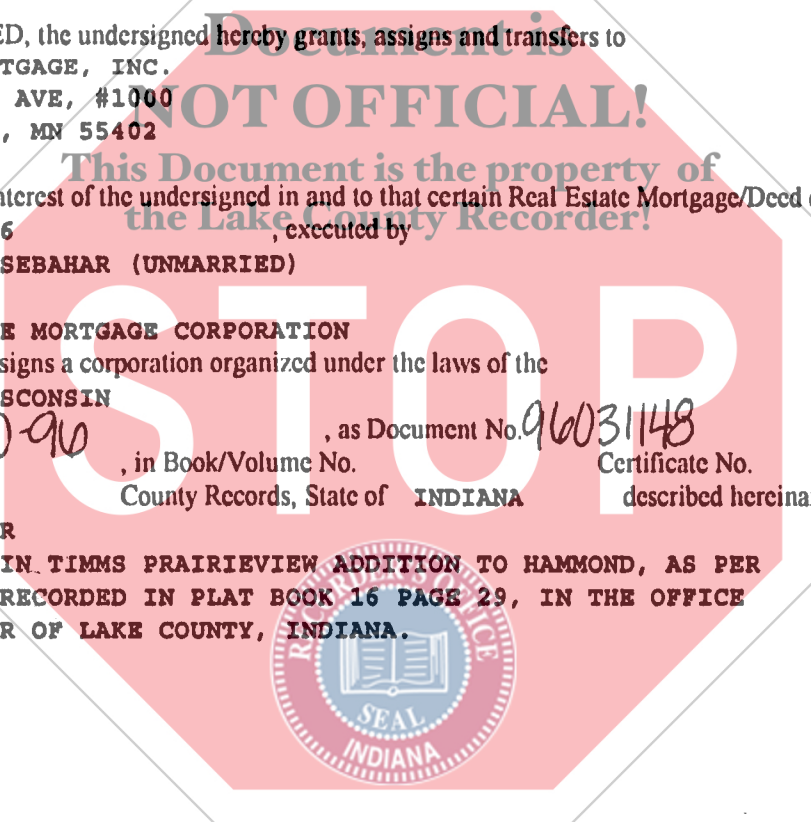 ED, the undersigned hereby grants, assigns and transfers to
Document is
TGAGE, INC.
AVE, #1000
NOT OFFICIAL!
, MN 55402
This Document is the property of
nterest of the undersigned in and to that certain Real Estate Mortgage/Deed
the Lake County Recorder!
6 , executed by
SEBAHAR (UNMARRIED)
STOP
E MORTGAGE CORPORATION
signs a corporation organized under the laws of the
SCONSIN
0-96 , as Document No. 96031148
, in Book/Volume No. Certificate No.
County Records, State of INDIANA described hereina
R
IN TIMMS PRAIRIEVIEW ADDITION TO HAMMOND, AS PER
RECORDED IN PLAT BOOK 16 PAGE 29, IN THE OFFICE
R OF LAKE COUNTY, INDIANA.
RECORDER'S OFFICE
SEAL
INDIANA